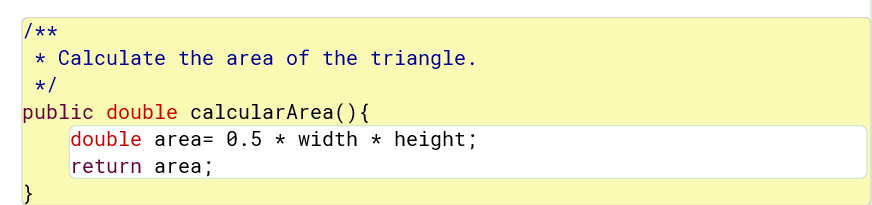 /**
 * Calculate the area of the triangle.
 */
public double calcularArea(){
    double area= 0.5 * width * height;
    return area;
}